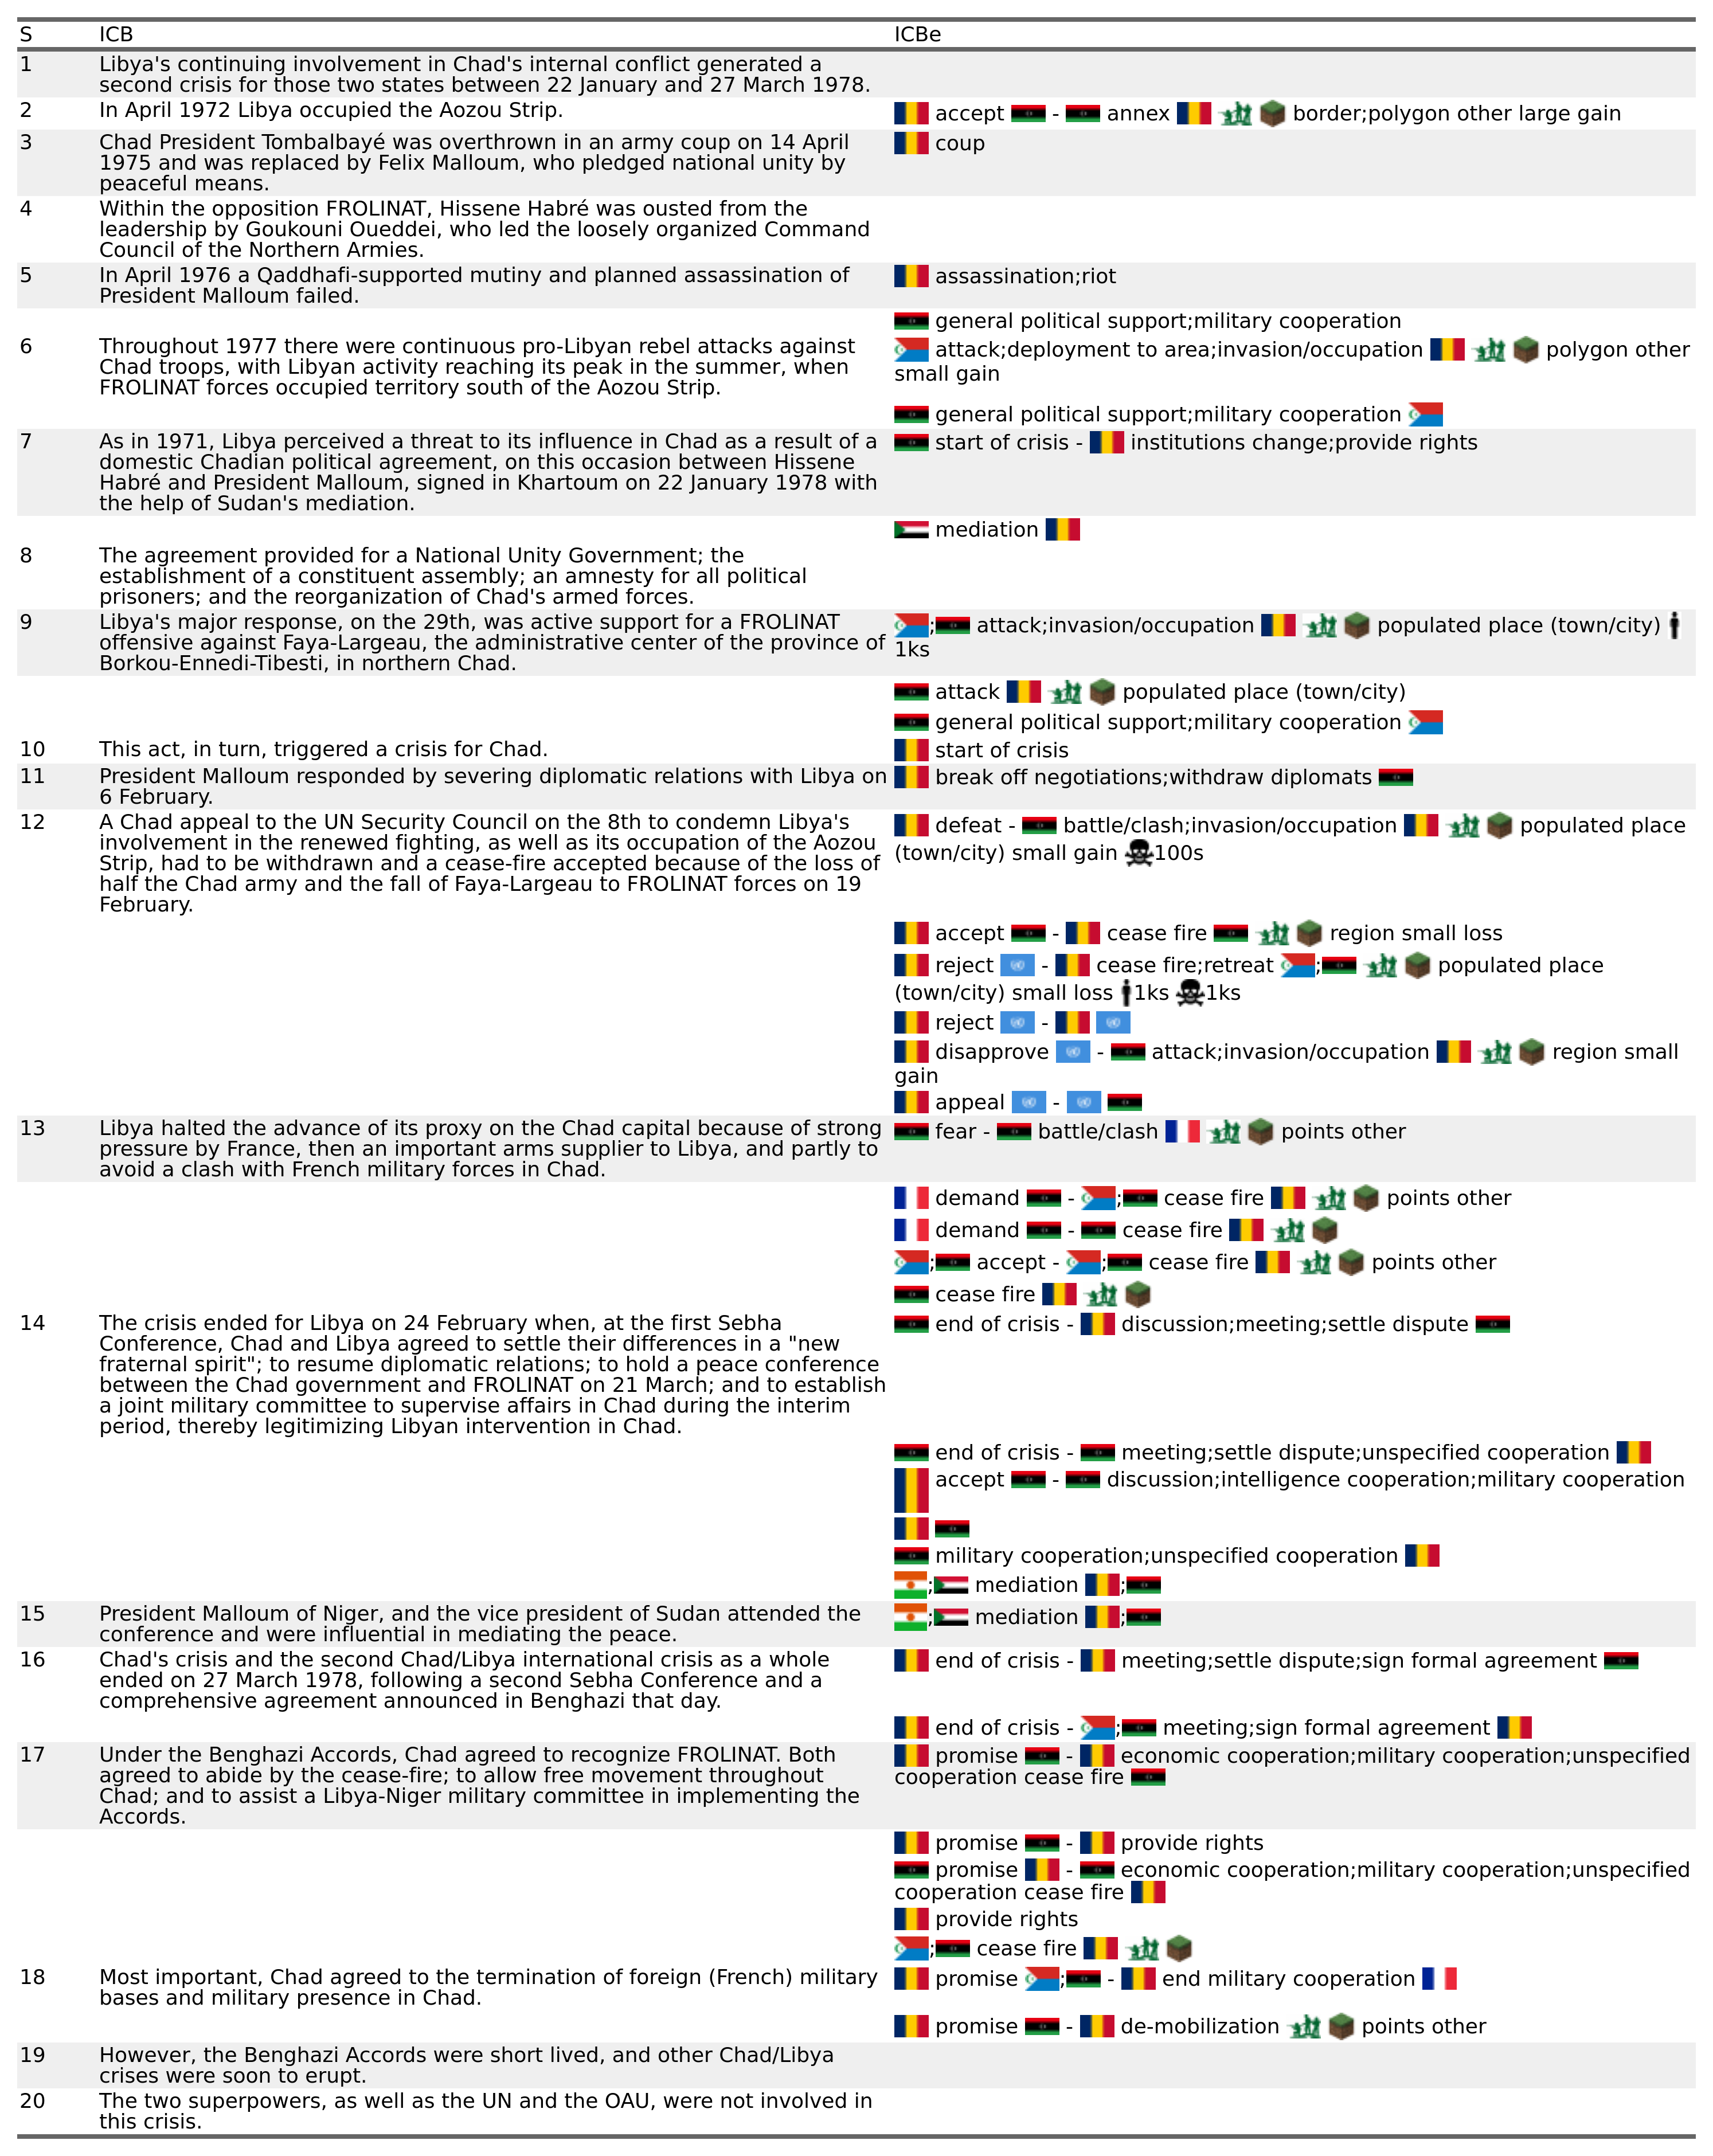 S ICB ICBe
1 Libya's continuing involvement in Chad's internal conflict generated a
second crisis for those two states between 22 January and 27 March 1978.
2 In April 1972 Libya occupied the Aozou Strip. accept - annex border;polygon other large gain
3 Chad President Tombalbayé was overthrown in an army coup on 14 April coup
1975 and was replaced by Felix Malloum, who pledged national unity by
peaceful means.
4 Within the opposition FROLINAT, Hissene Habré was ousted from the
leadership by Goukouni Oueddei, who led the loosely organized Command
Council of the Northern Armies.
5 In April 1976 a Qaddhafi-supported mutiny and planned assassination of assassination;riot
President Malloum failed.
general political support;military cooperation
6 Throughout 1977 there were continuous pro-Libyan rebel attacks against attack;deployment to area;invasion/occupation polygon other
Chad troops, with Libyan activity reaching its peak in the summer, when small gain
FROLINAT forces occupied territory south of the Aozou Strip.
general political support;military cooperation
7 As in 1971, Libya perceived a threat to its influence in Chad as a result of a start of crisis - institutions change;provide rights
domestic Chadian political agreement, on this occasion between Hissene
Habré and President Malloum, signed in Khartoum on 22 January 1978 with
the help of Sudan's mediation.
mediation
8 The agreement provided for a National Unity Government; the
establishment of a constituent assembly; an amnesty for all political
prisoners; and the reorganization of Chad's armed forces.
9 Libya's major response, on the 29th, was active support for a FROLINAT ; attack;invasion/occupation populated place (town/city)
offensive against Faya-Largeau, the administrative center of the province of 1ks
Borkou-Ennedi-Tibesti, in northern Chad.
attack populated place (town/city)
general political support;military cooperation
10 This act, in turn, triggered a crisis for Chad. start of crisis
11 President Malloum responded by severing diplomatic relations with Libya on break off negotiations;withdraw diplomats
6 February.
12 A Chad appeal to the UN Security Council on the 8th to condemn Libya's defeat - battle/clash;invasion/occupation populated place
involvement in the renewed fighting, as well as its occupation of the Aozou (town/city) small gain 100s
Strip, had to be withdrawn and a cease-fire accepted because of the loss of
half the Chad army and the fall of Faya-Largeau to FROLINAT forces on 19
February.
accept - cease fire region small loss
reject - cease fire;retreat ; populated place
(town/city) small loss 1ks 1ks
reject -
disapprove - attack;invasion/occupation region small
gain
appeal -
13 Libya halted the advance of its proxy on the Chad capital because of strong fear - battle/clash points other
pressure by France, then an important arms supplier to Libya, and partly to
avoid a clash with French military forces in Chad.
demand - ; cease fire points other
demand - cease fire
; accept - ; cease fire points other
cease fire
14 The crisis ended for Libya on 24 February when, at the first Sebha end of crisis - discussion;meeting;settle dispute
Conference, Chad and Libya agreed to settle their differences in a "new
fraternal spirit"; to resume diplomatic relations; to hold a peace conference
between the Chad government and FROLINAT on 21 March; and to establish
a joint military committee to supervise affairs in Chad during the interim
period, thereby legitimizing Libyan intervention in Chad.
end of crisis - meeting;settle dispute;unspecified cooperation
accept - discussion;intelligence cooperation;military cooperation
military cooperation;unspecified cooperation
; mediation ;
15 President Malloum of Niger, and the vice president of Sudan attended the ; mediation ;
conference and were influential in mediating the peace.
16 Chad's crisis and the second Chad/Libya international crisis as a whole end of crisis - meeting;settle dispute;sign formal agreement
ended on 27 March 1978, following a second Sebha Conference and a
comprehensive agreement announced in Benghazi that day.
end of crisis - ; meeting;sign formal agreement
17 Under the Benghazi Accords, Chad agreed to recognize FROLINAT. Both promise - economic cooperation;military cooperation;unspecified
agreed to abide by the cease-fire; to allow free movement throughout cooperation cease fire
Chad; and to assist a Libya-Niger military committee in implementing the
Accords.
promise - provide rights
promise - economic cooperation;military cooperation;unspecified
cooperation cease fire
provide rights
; cease fire
18 Most important, Chad agreed to the termination of foreign (French) military promise ; - end military cooperation
bases and military presence in Chad.
promise - de-mobilization points other
19 However, the Benghazi Accords were short lived, and other Chad/Libya
crises were soon to erupt.
20 The two superpowers, as well as the UN and the OAU, were not involved in
this crisis.